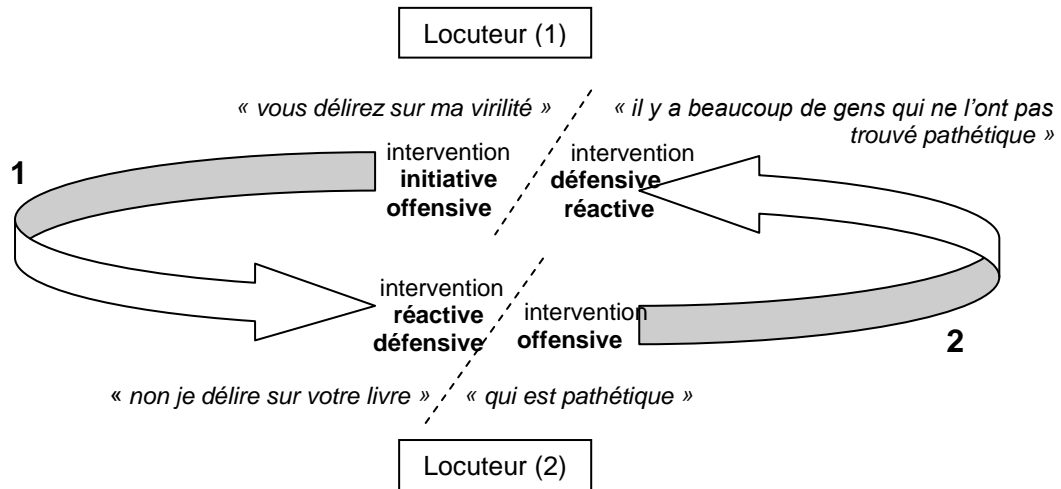 Locuteur (1)
« vous délirez sur ma virilité »
« il y a beaucoup de gens qui ne l'ont pas
trouvé pathétique »
1
intervention
initiative
offensive
intervention
défensive
réactive
intervention
réactive
défensive
intervention
offensive
2
« non je délire sur votre livre »
« qui est pathétique »
Locuteur (2)